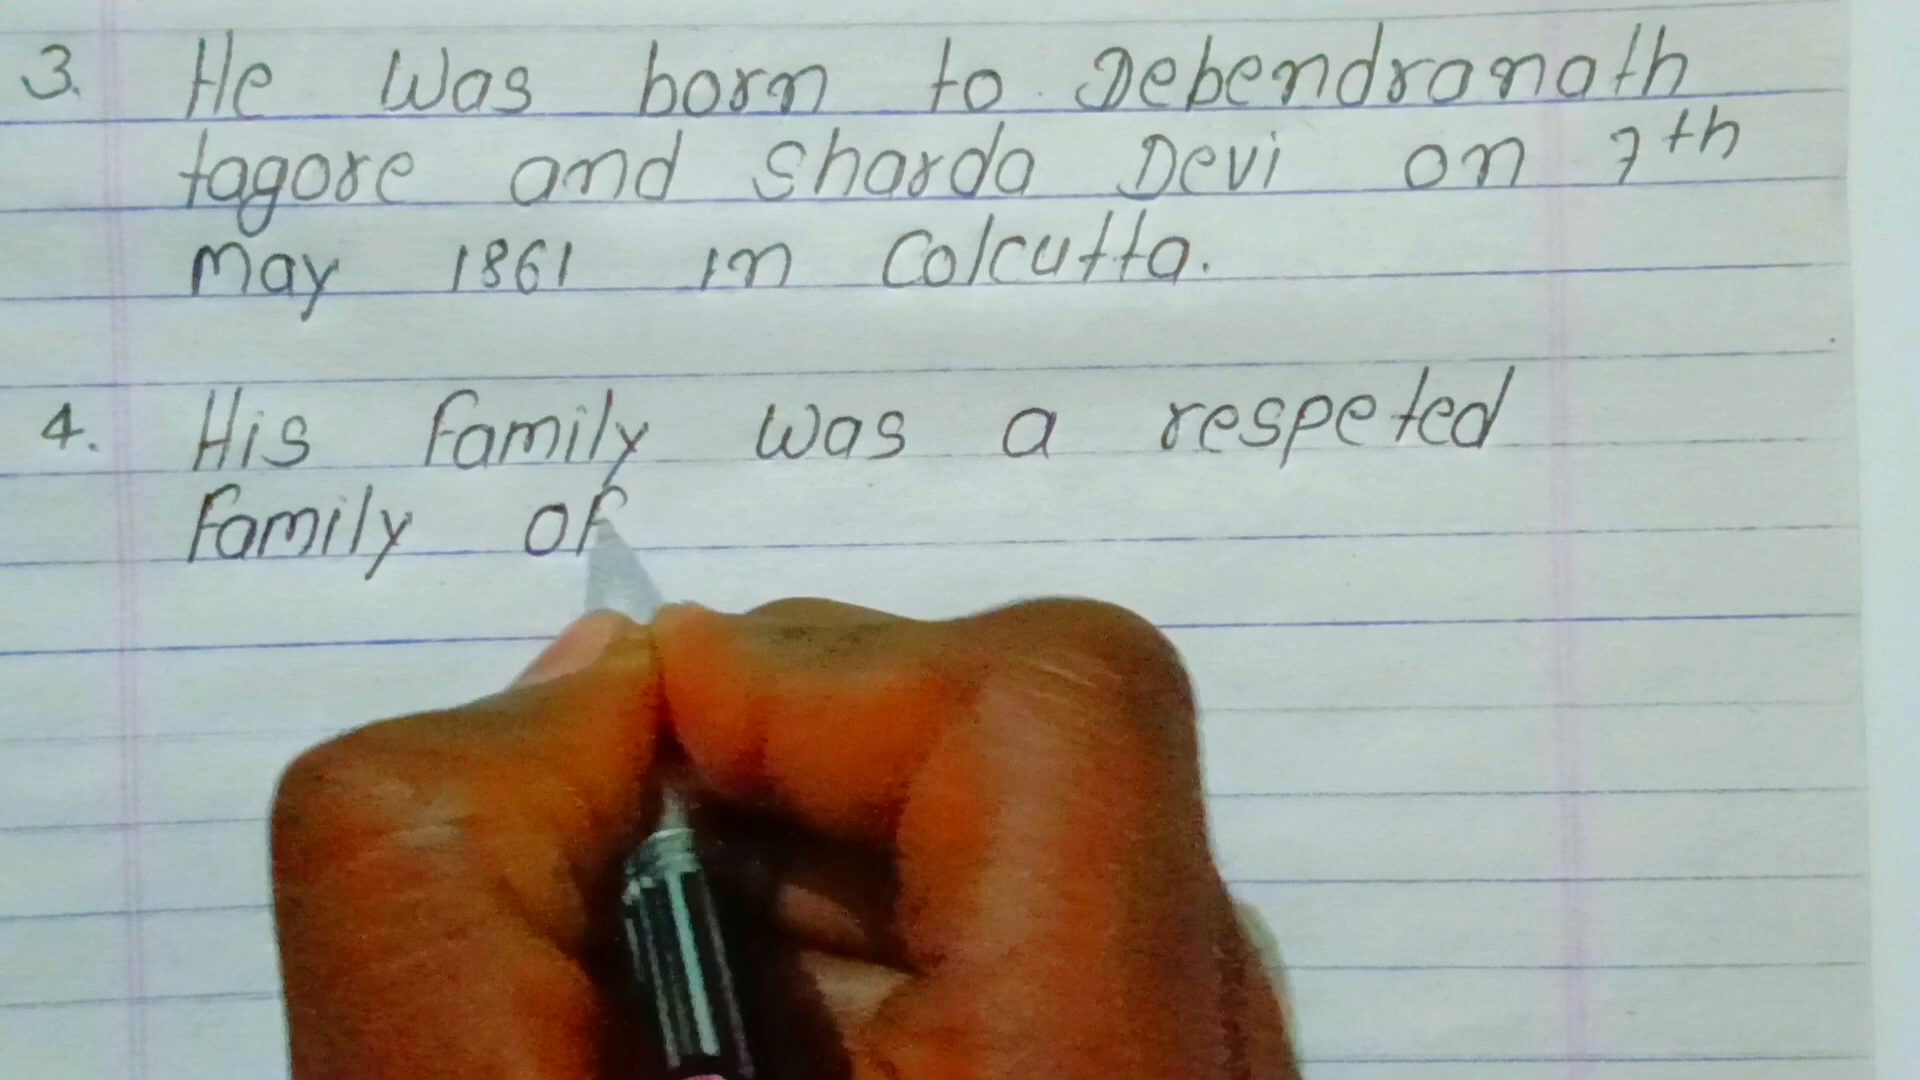 3. He was born to Debendranath
tagore and Sharda Devi on 7th
May 1861 in Calcutta.
4. His family was a respeted
family of